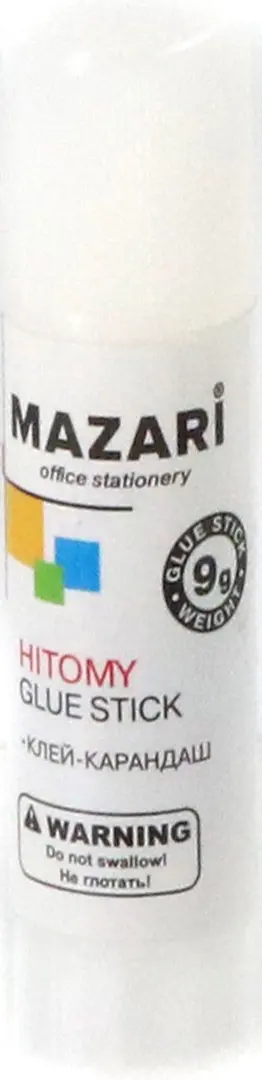 MAZARi®
office stationery
GLUE STICK
9g
WEIGHT
HITOMY
GLUE STICK
•КЛЕЙ-КАРАНДАШ
WARNING
Do not swallow!
Не глотать!